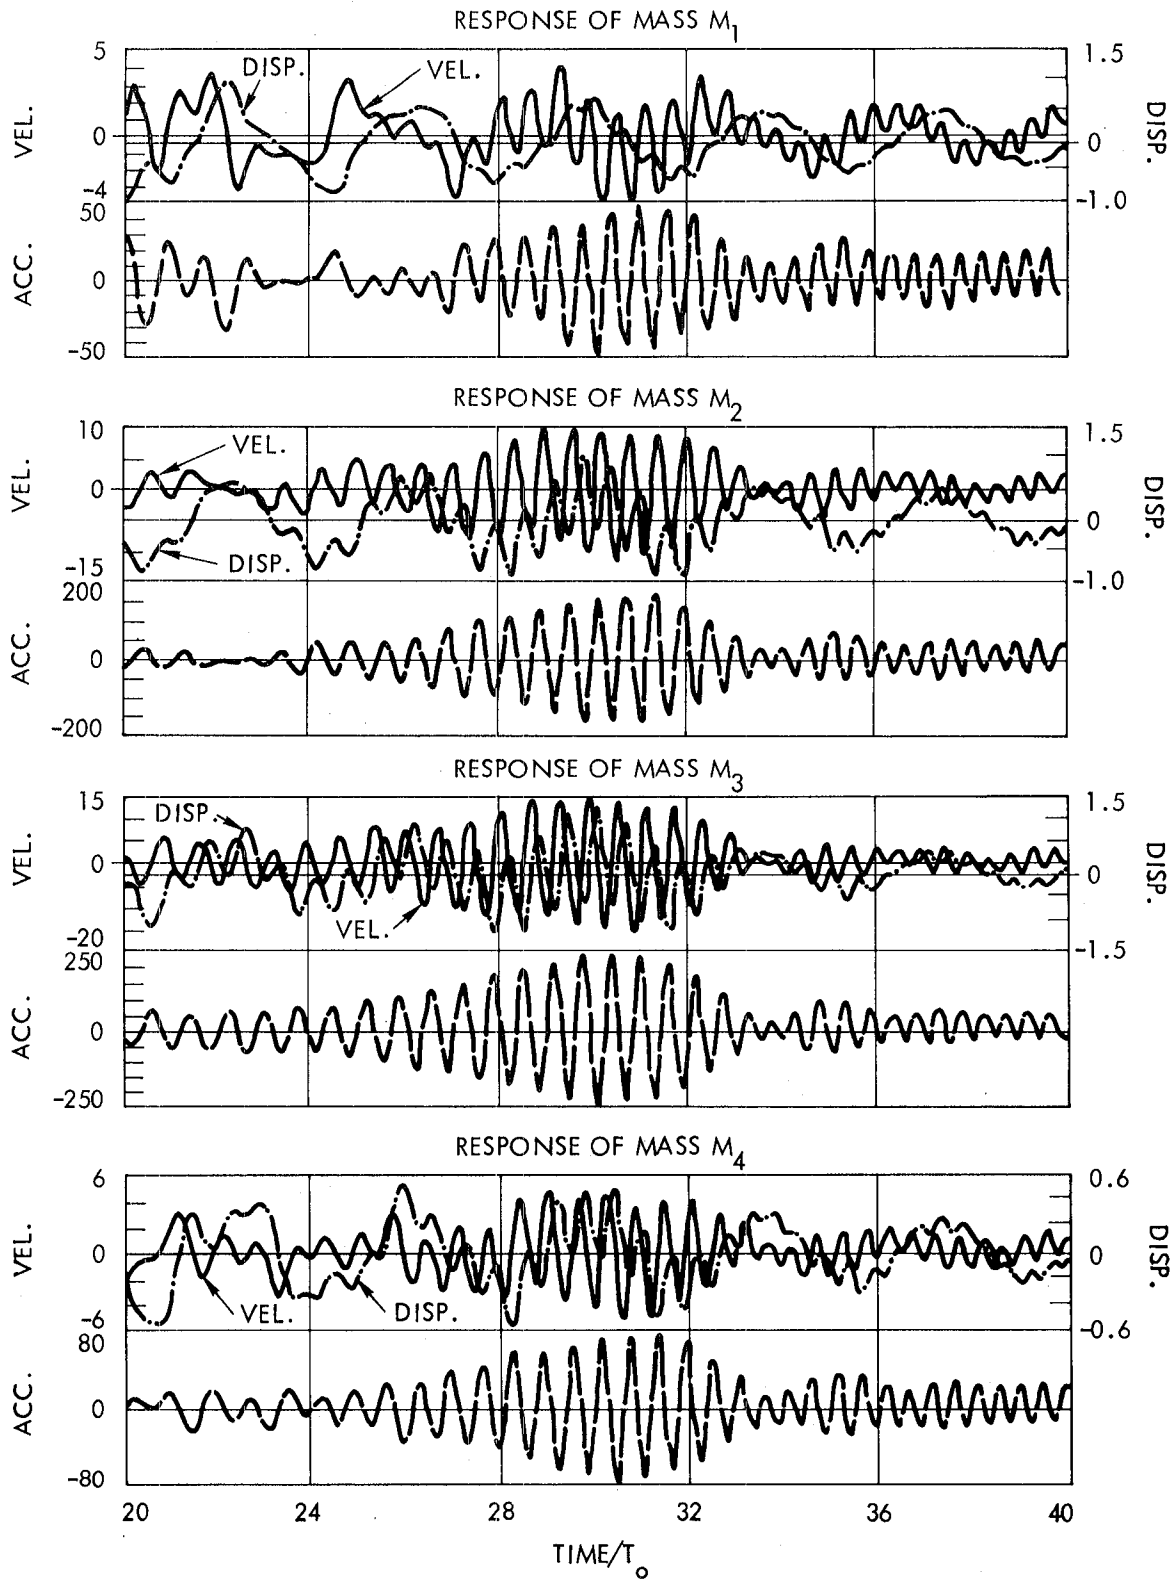 RESPONSE OF MASS M1
5
0
-4
VEL.
DISP.
VEL.
1.5
0
-1.0
DISP.
50
0
-50
ACC.
RESPONSE OF MASS M2
10
0
-15
VEL.
VEL.
DISP.
1.5
0
-1.0
DISP.
200
0
-200
ACC.
RESPONSE OF MASS M3
15
0
-20
VEL.
DISP.
VEL.
1.5
0
-1.5
DISP.
250
0
-250
ACC.
RESPONSE OF MASS M4
6
0
-6
VEL.
VEL.
DISP.
0.6
0
-0.6
DISP.
80
0
-80
ACC.
20 24 28 32 36 40
TIME/To